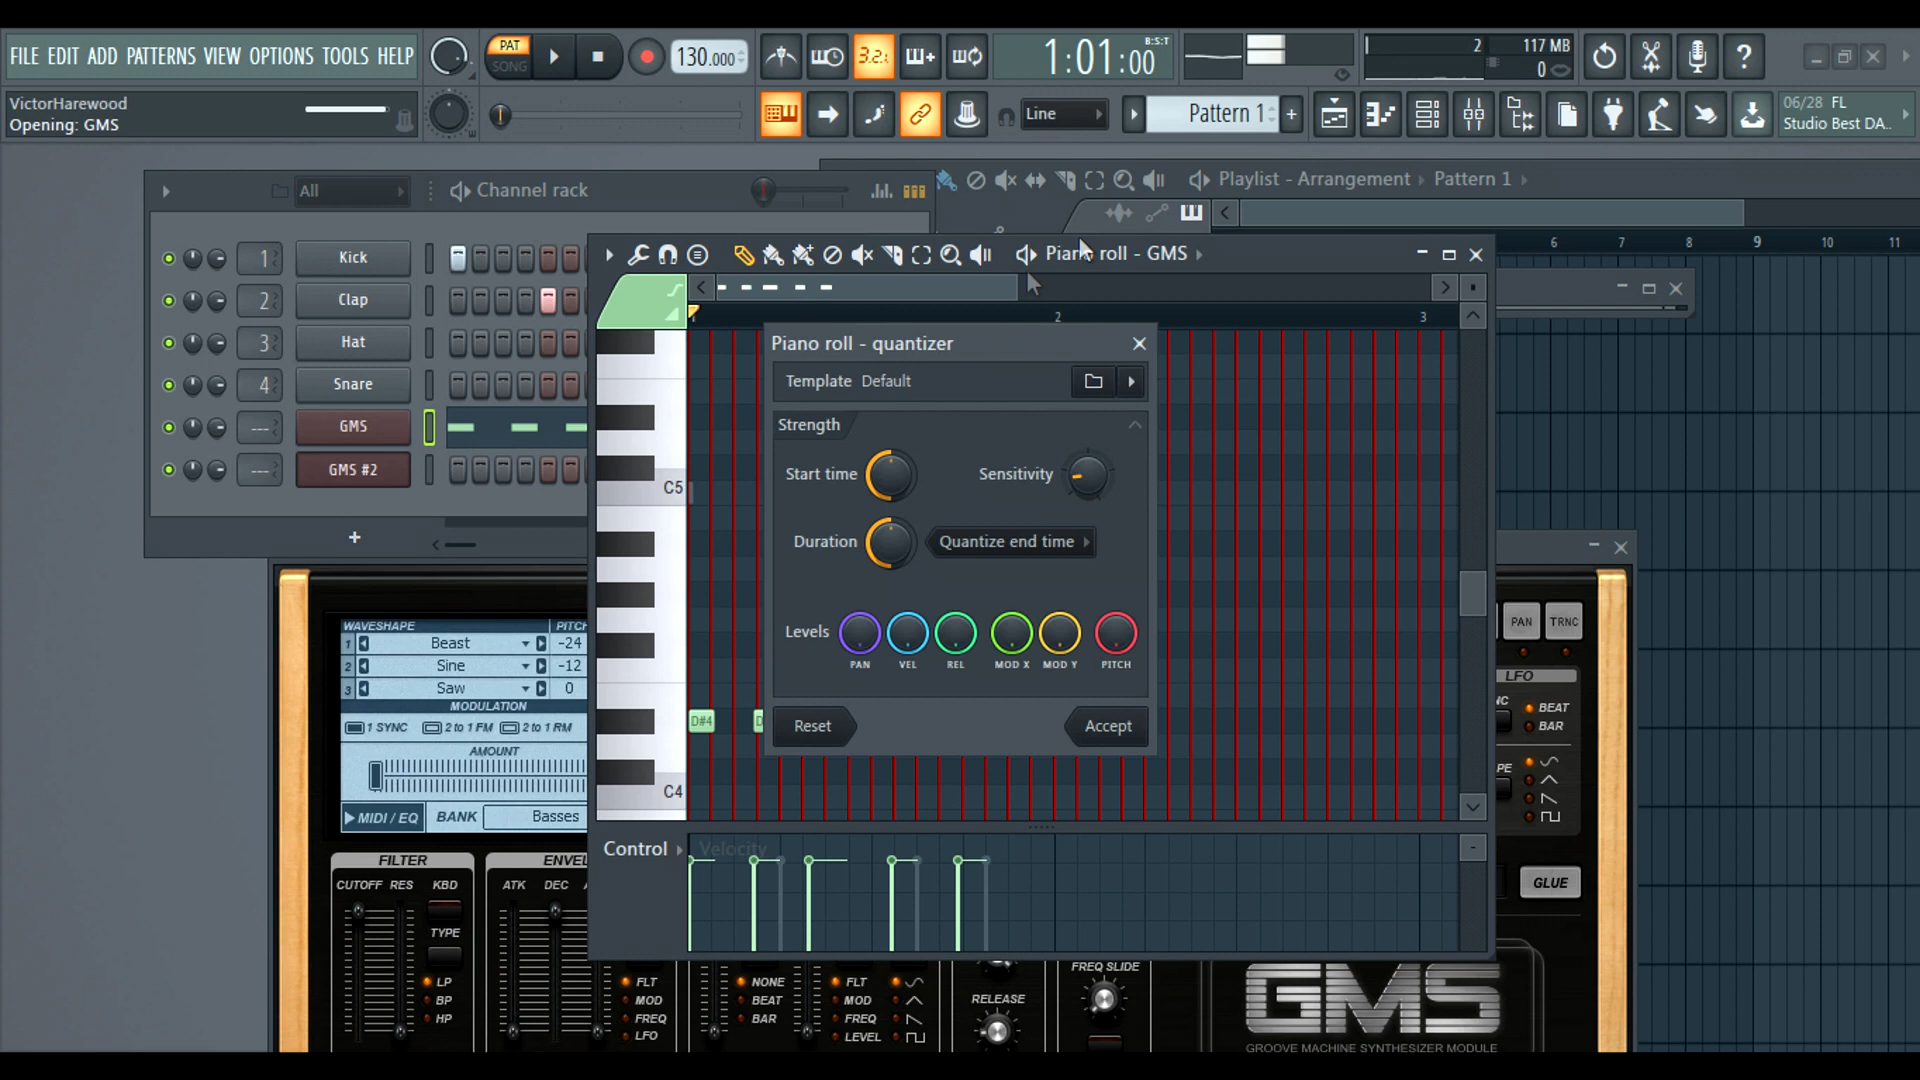 FILE EDIT ADD PATTERNS VIEW OPTIONS TOOLS HELP
PAT
SONG
130.000
3.2.1
1:01:00
B:S:T
2
117 MB
0
VictorHarewood
Opening: GMS
Line
Pattern 1
+
06/28 FL
Studio Best DA..
All
Channel rack
Playlist - Arrangement
Pattern 1
1
Kick
2
Clap
3
Hat
4
Snare
---
GMS
---
GMS #2
+
6
7
8
9
10
11
Piano roll - GMS
2
3
C5
C4
D#4
D
Piano roll - quantizer
Template Default
Strength
Start time
Sensitivity
Duration
Quantize end time
Levels
PAN
VEL
REL
MOD X
MOD Y
PITCH
Reset
Accept
Control
Velocity
WAVESHAPE
PITCH
1
Beast
-24
2
Sine
-12
3
Saw
0
MODULATION
1 SYNC
2 to 1 FM
2 to 1 RM
AMOUNT
MIDI / EQ
BANK
Basses
FILTER
CUTOFF RES KBD
TYPE
LP
BP
HP
ENVEL
ATK DEC
FLT
MOD
FREQ
LFO
NONE
BEAT
BAR
FLT
MOD
FREQ
LEVEL
RELEASE
FREQ SLIDE
PAN
TRNC
LFO
NC
BEAT
BAR
PE
GLUE
GMS
GROOVE MACHINE SYNTHESIZER MODULE